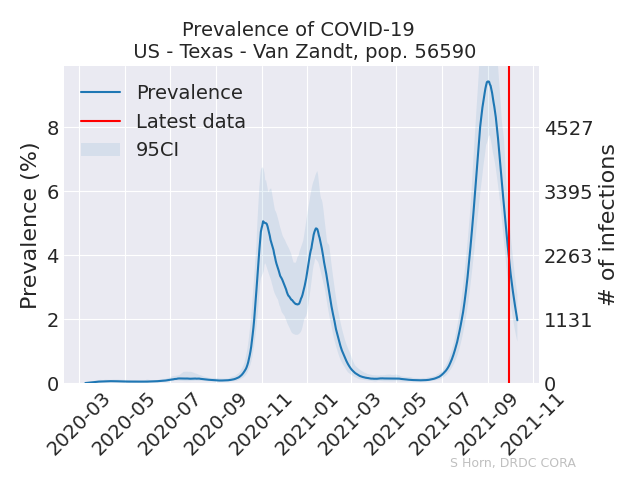 Prevalence of COVID-19
US - Texas - Van Zandt, pop. 56590
Prevalence
Latest data
95CI
Prevalence (%)
8
6
4
2
0
4527
3395
2263
1131
0
# of infections
2020-03
2020-05
2020-07
2020-09
2020-11
2021-01
2021-03
2021-05
2021-07
2021-09
2021-11
S Horn, DRDC CORA